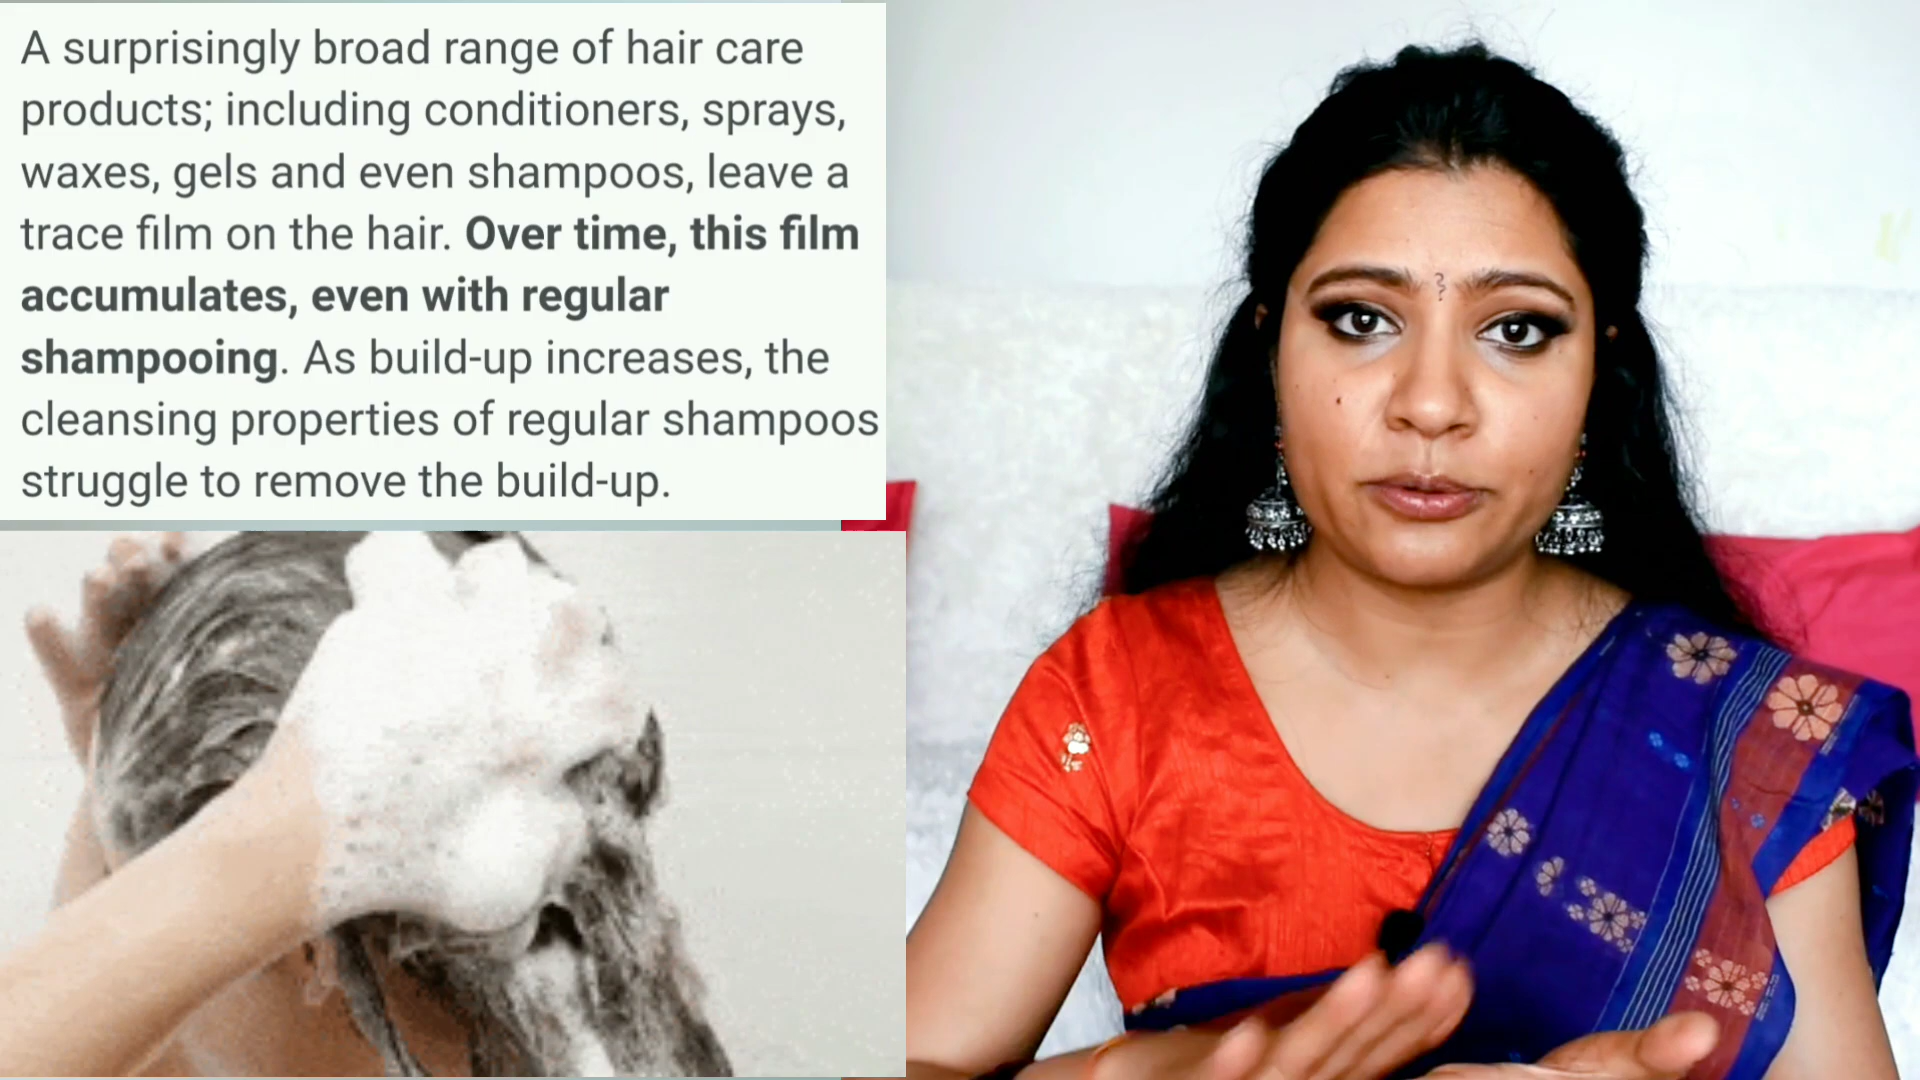 A surprisingly broad range of hair care
products; including conditioners, sprays,
waxes, gels and even shampoos, leave a
trace film on the hair. Over time, this film
accumulates, even with regular
shampooing. As build-up increases, the
cleansing properties of regular shampoos
struggle to remove the build-up.